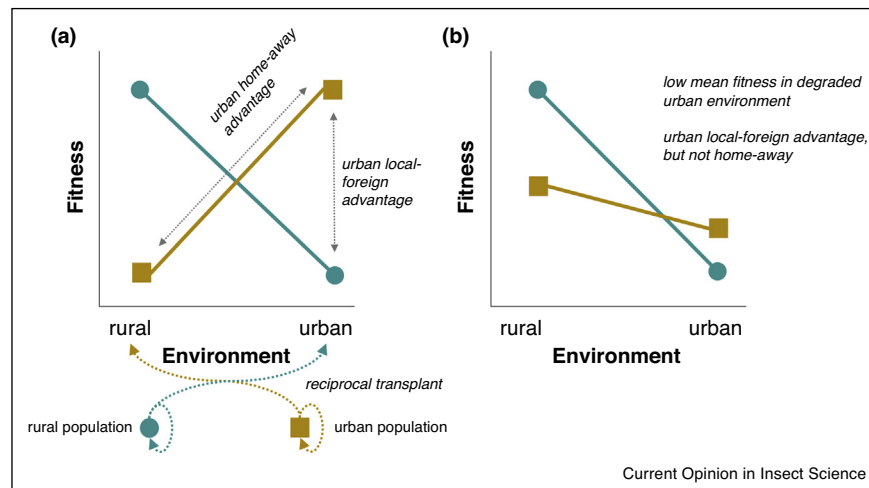 (a)
Fitness
urban home-away
advantage
urban local-
foreign
advantage
rural
urban
Environment
reciprocal transplant
rural population
urban population
(b)
Fitness
low mean fitness in degraded
urban environment
urban local-foreign advantage,
but not home-away
rural
urban
Environment
Current Opinion in Insect Science